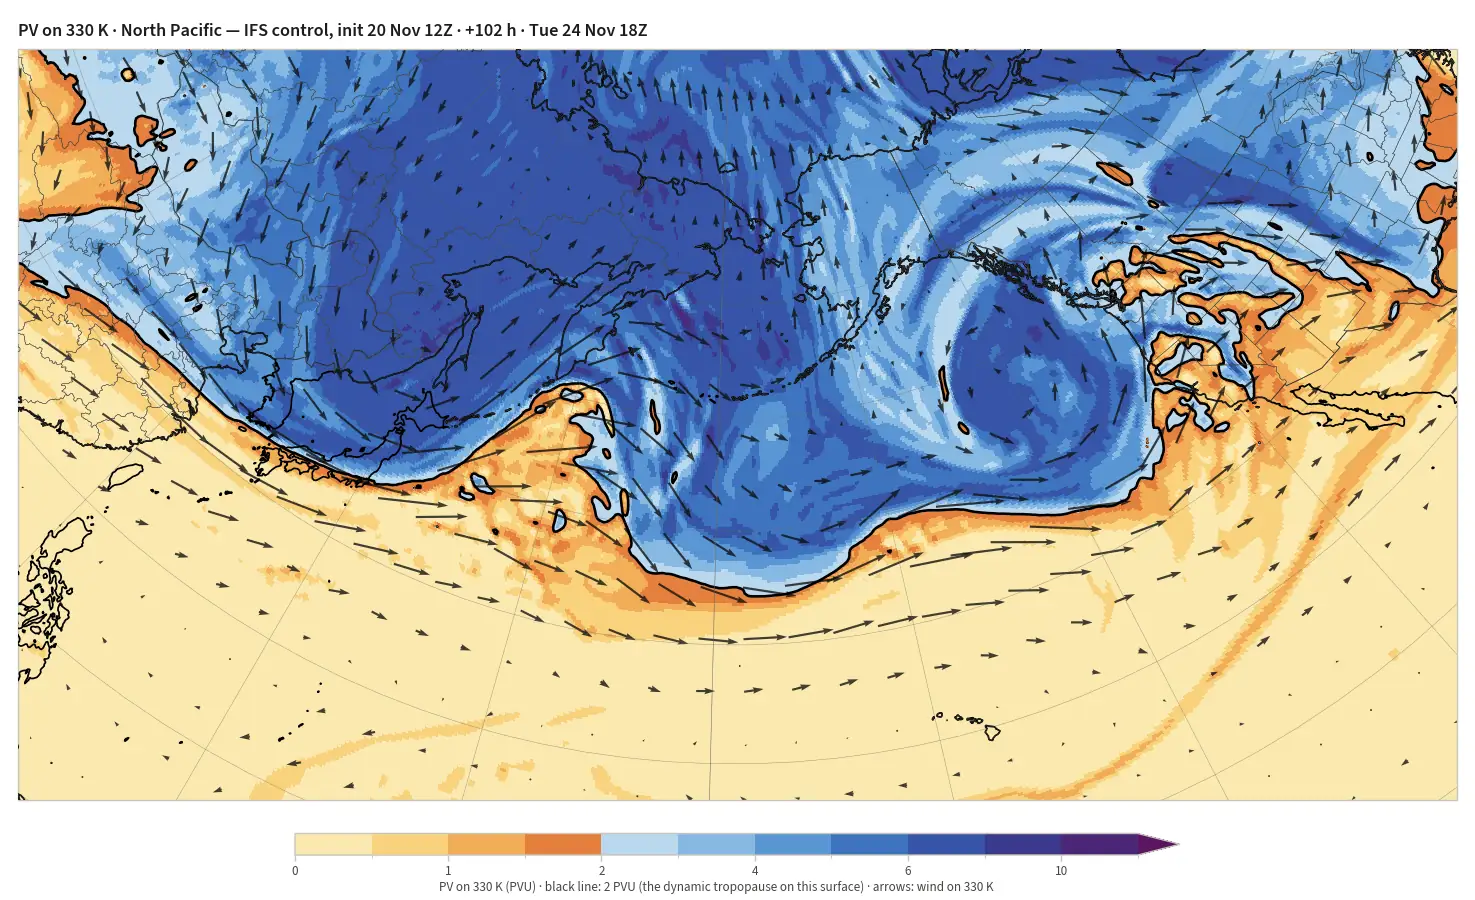 PV on 330 K · North Pacific — IFS control, init 20 Nov 12Z · +102 h · Tue 24 Nov 18Z
0 1 2 4 6 10
PV on 330 K (PVU) · black line: 2 PVU (the dynamic tropopause on this surface) · arrows: wind on 330 K